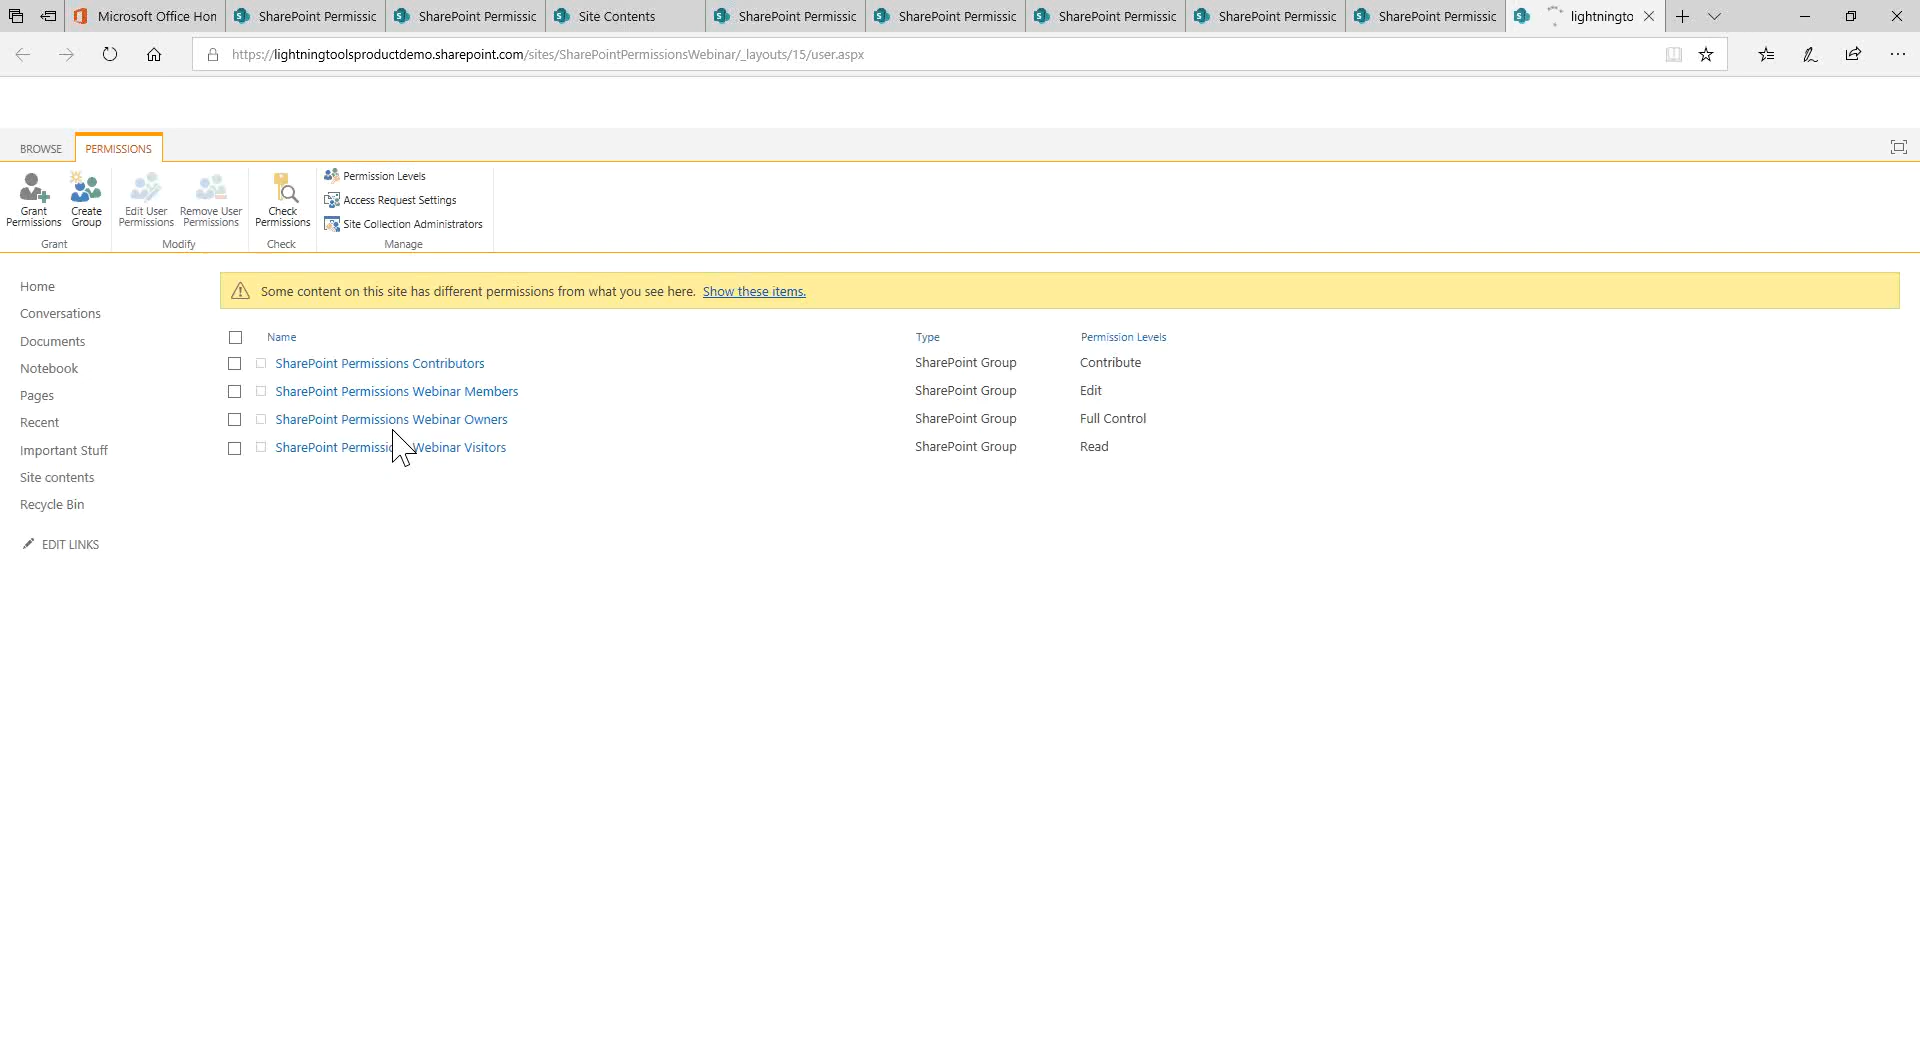 Microsoft Office Hon
SharePoint Permissic
SharePoint Permissic
Site Contents
SharePoint Permissic
SharePoint Permissic
SharePoint Permissic
SharePoint Permissic
SharePoint Permissic
lightningto
https://lightningtoolsproductdemo.sharepoint.com/sites/SharePointPermissionsWebinar/_layouts/15/user.aspx
BROWSE PERMISSIONS
Grant Permissions
Create Group
Edit User Permissions
Remove User Permissions
Check Permissions
Permission Levels
Access Request Settings
Site Collection Administrators
Grant Modify Check Manage
Home
Conversations
Documents
Notebook
Pages
Recent
Important Stuff
Site contents
Recycle Bin
EDIT LINKS
Some content on this site has different permissions from what you see here. Show these items.
Name Type Permission Levels
SharePoint Permissions Contributors SharePoint Group Contribute
SharePoint Permissions Webinar Members SharePoint Group Edit
SharePoint Permissions Webinar Owners SharePoint Group Full Control
SharePoint Permissi Webinar Visitors SharePoint Group Read